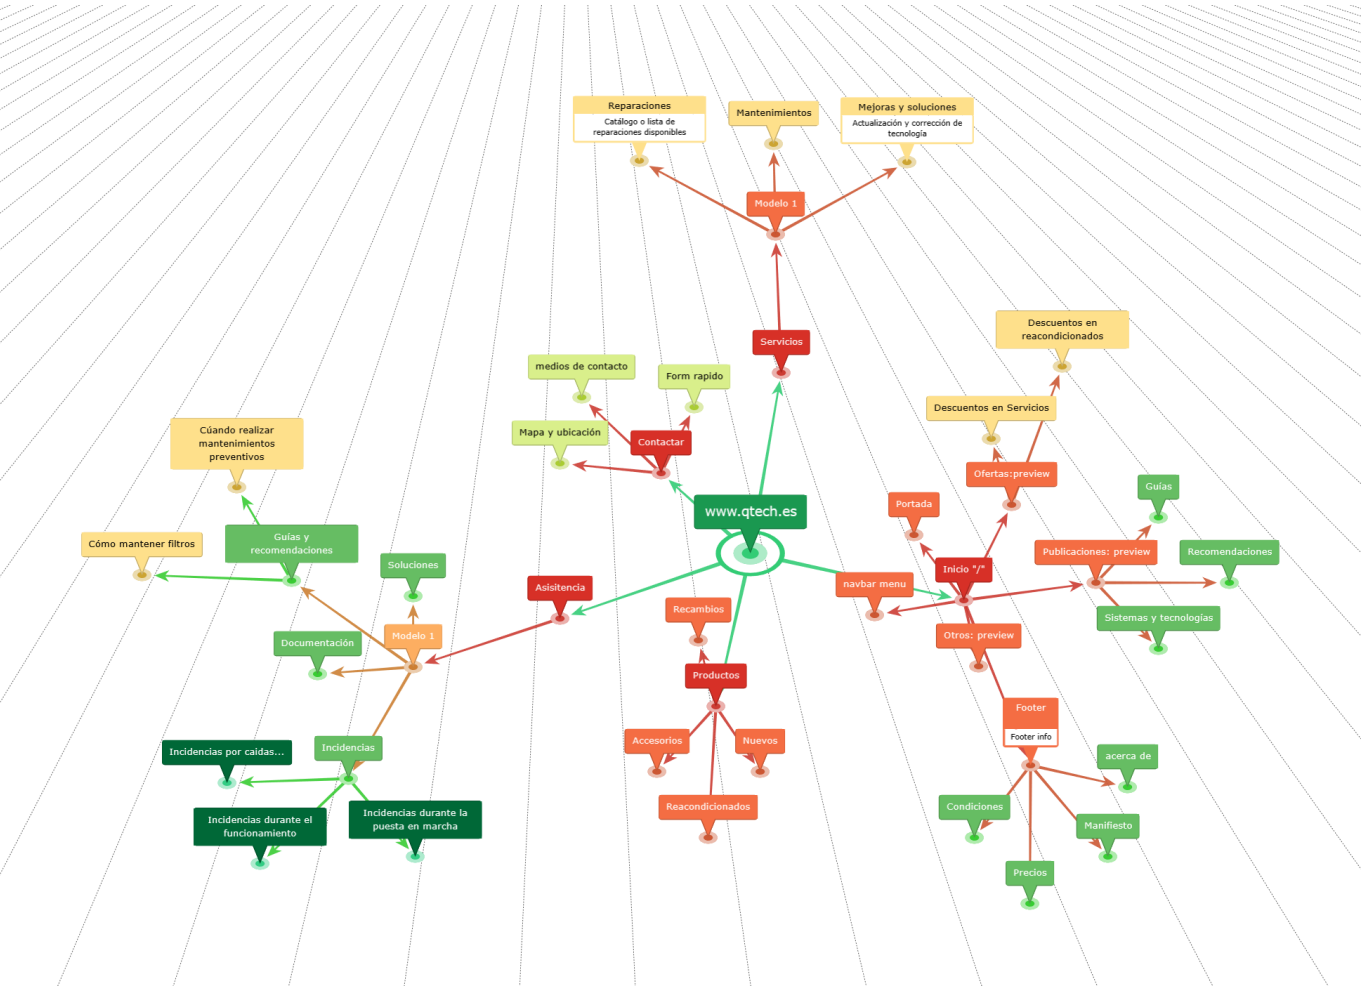 Reparaciones
Catálogo o lista de
reparaciones disponibles
Mantenimientos
Mejoras y soluciones
Actualización y corrección de
tecnología
Modelo 1
Servicios
Descuentos en
reacondicionados
medios de contacto
Form rapido
Descuentos en Servicios
Mapa y ubicación
Contactar
Cúando realizar
mantenimientos
preventivos
Ofertas:preview
Guías
Portada
www.qtech.es
Cómo mantener filtros
Guías y
recomendaciones
Publicaciones: preview
Recomendaciones
Soluciones
Inicio "/"
navbar menu
Asisitencia
Recambios
Sistemas y tecnologías
Modelo 1
Documentación
Otros: preview
Productos
Footer
Footer info
Accesorios
Nuevos
Incidencias
Incidencias por caidas...
acerca de
Reacondicionados
Condiciones
Incidencias durante el
funcionamiento
Incidencias durante la
puesta en marcha
Manifiesto
Precios